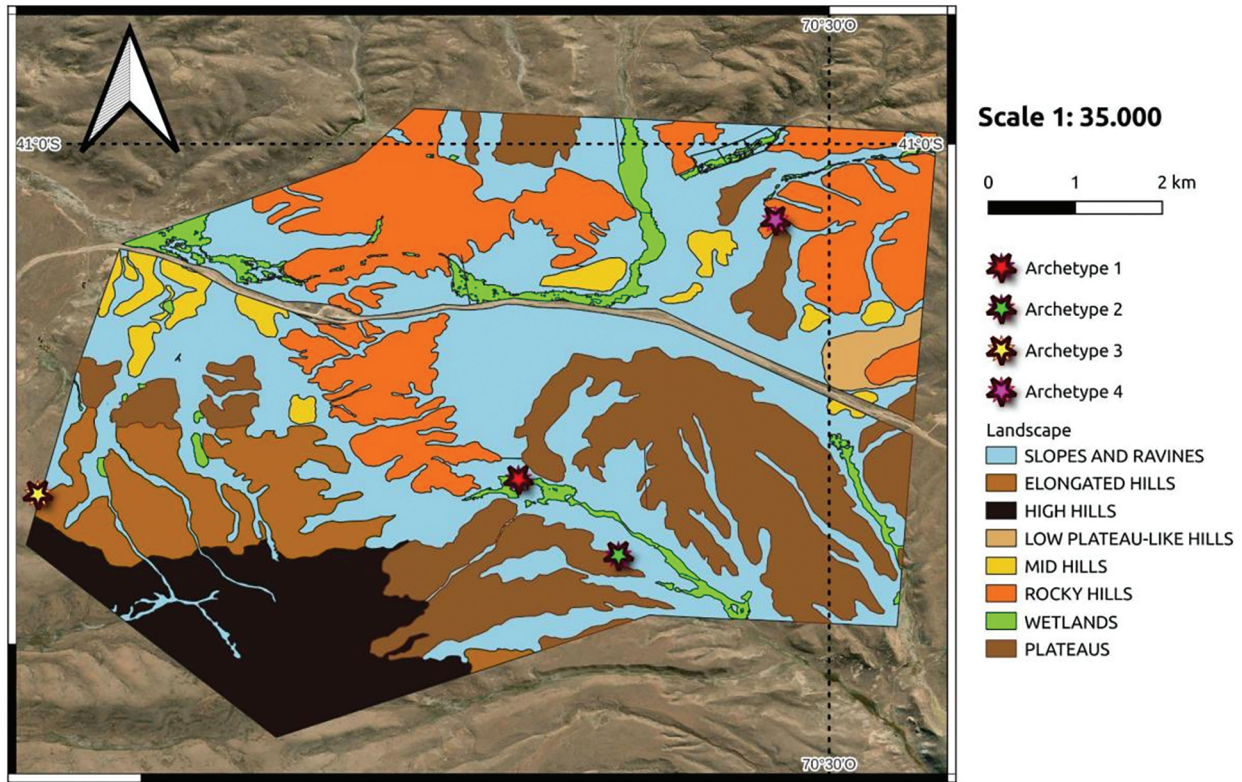 70°30'O
41°0'S
41°0'S
70°30'O
Scale 1: 35.000
0 1 2 km
Archetype 1
Archetype 2
Archetype 3
Archetype 4
Landscape
SLOPES AND RAVINES
ELONGATED HILLS
HIGH HILLS
LOW PLATEAU-LIKE HILLS
MID HILLS
ROCKY HILLS
WETLANDS
PLATEAUS